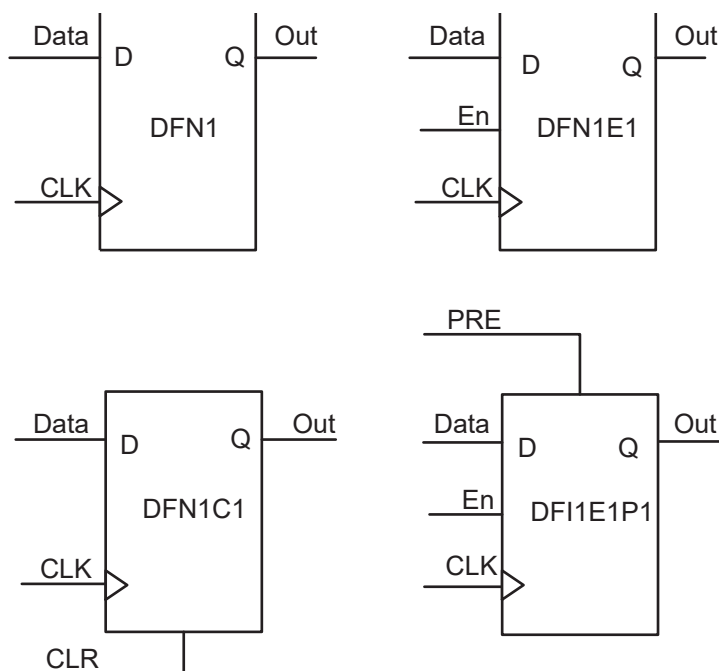 Data
D
Q
Out
DFN1
CLK
Data
D
Q
Out
En
DFN1E1
CLK
Data
D
Q
Out
DFN1C1
CLK
CLR
PRE
Data
D
Q
Out
En
DFI1E1P1
CLK